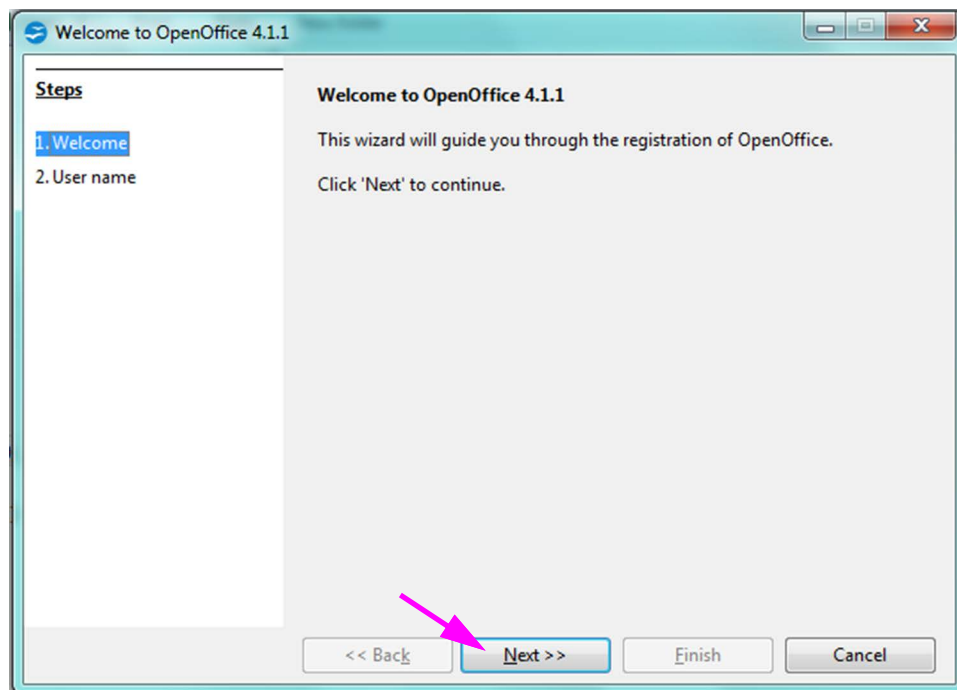 Welcome to OpenOffice 4.1.1
Steps
1. Welcome
2. User name
Welcome to OpenOffice 4.1.1
This wizard will guide you through the registration of OpenOffice.
Click 'Next' to continue.
<< Back
Next >>
Finish
Cancel